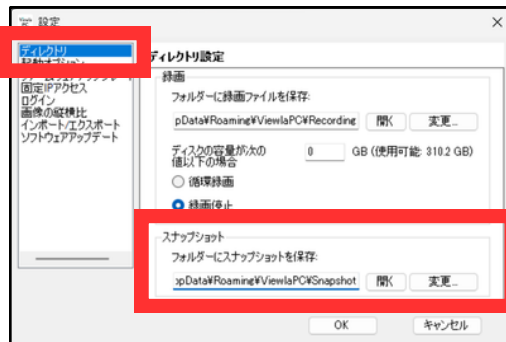 設定
ディレクトリ
固定IPアクセス
ログイン
画像の縦横比
インポート/エクスポート
ソフトウェアアップデート
ディレクトリ設定
録画
フォルダーに録画ファイルを保存:
pData¥Roaming¥ViewlaPC¥Recording
開く
変更...
ディスクの容量が次の
値以下の場合
0
GB (使用可能: 310.2 GB)
循環録画
録画停止
スナップショット
フォルダーにスナップショットを保存:
pData¥Roaming¥ViewlaPC¥Snapshot
開く
変更...
OK
キャンセル